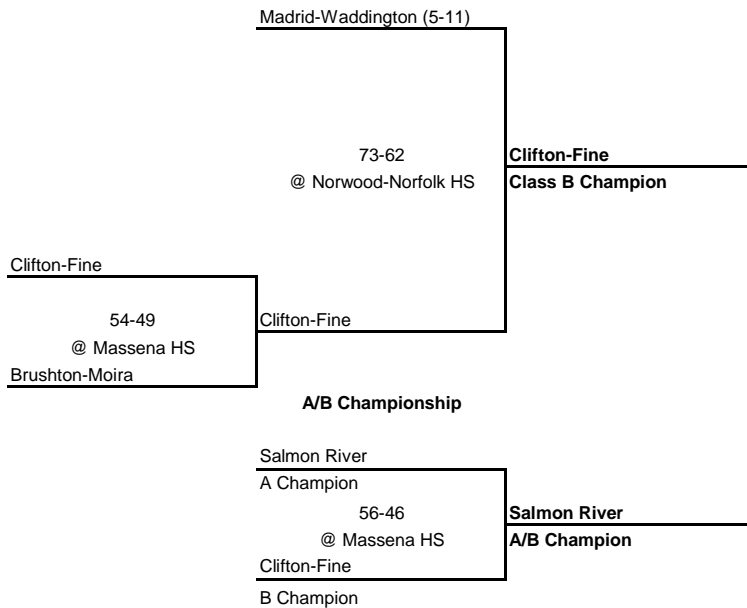 Madrid-Waddington (5-11)
73-62
@ Norwood-Norfolk HS
Clifton-Fine
Class B Champion
Clifton-Fine
54-49
@ Massena HS
Clifton-Fine
Brushton-Moira
A/B Championship
Salmon River
A Champion
56-46
@ Massena HS
Salmon River
A/B Champion
Clifton-Fine
B Champion